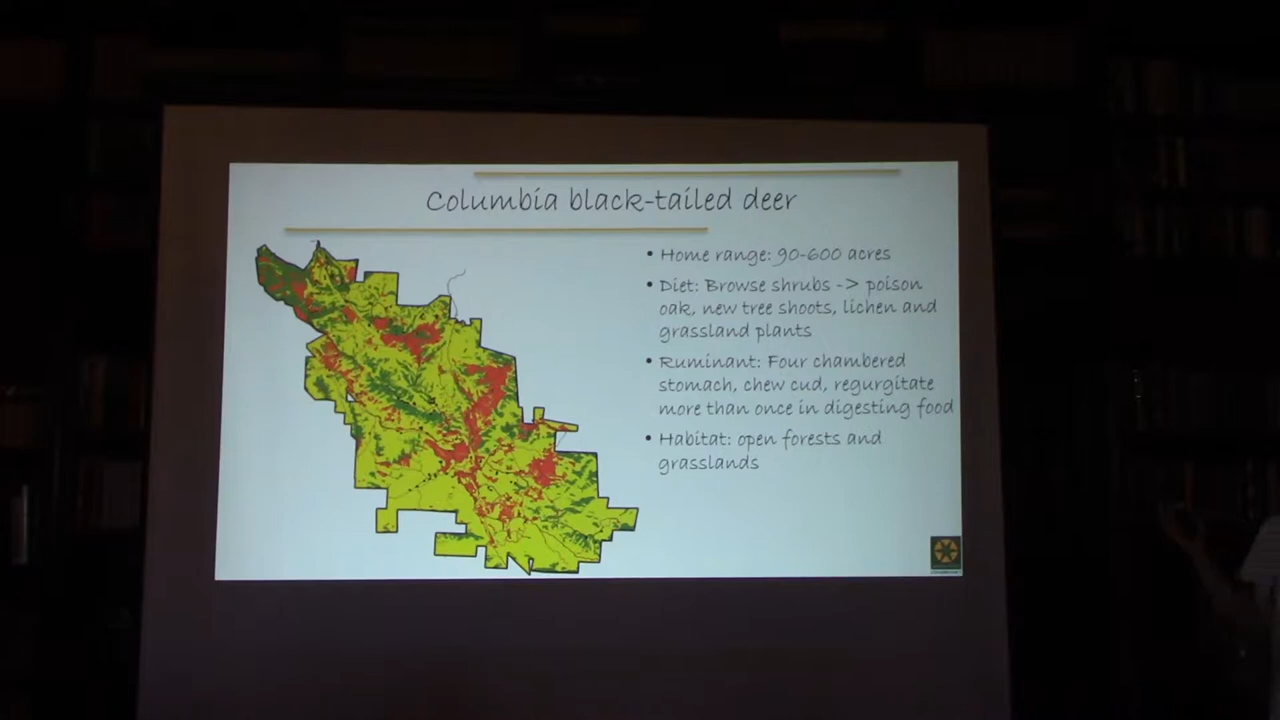 Columbia black-tailed deer
• Home range: 90-600 acres
• Diet: Browse shrubs -> poison
oak, new tree shoots, lichen and
grassland plants
• Ruminant: Four chambered
stomach, chew cud, regurgitate
more than once in digesting food
• Habitat: open forests and
grasslands